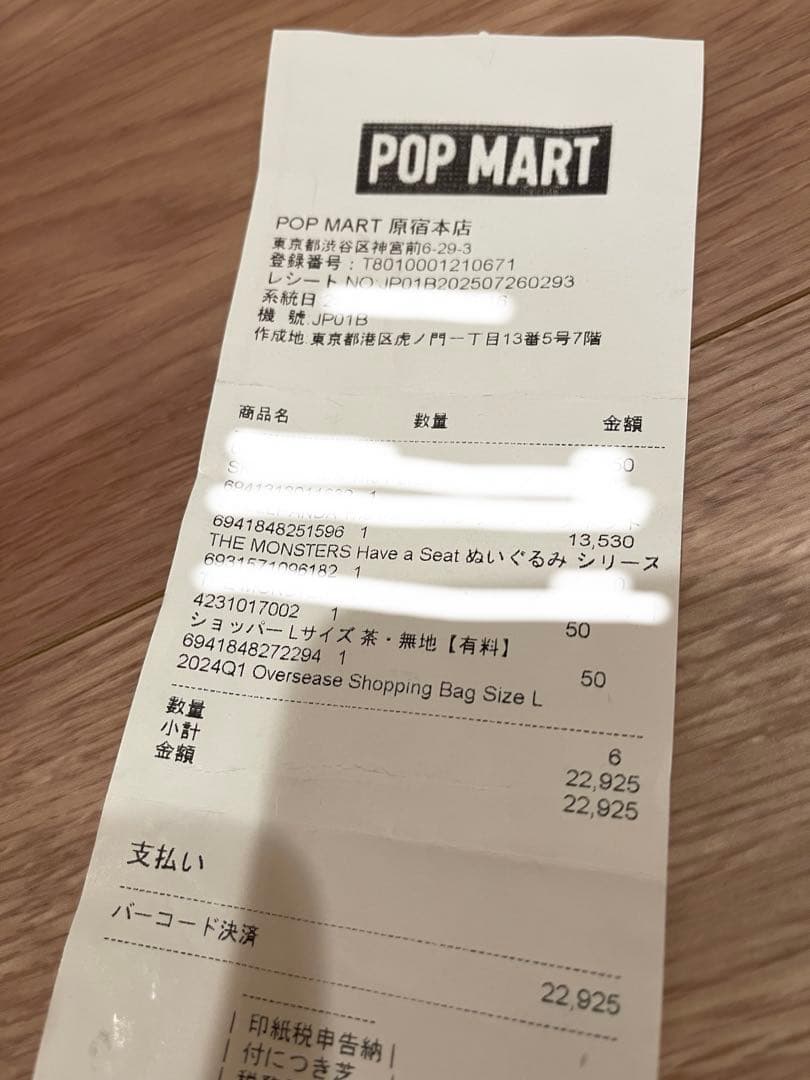 POP MART
POP MART 原宿本店
東京都渋谷区神宮前6-29-3
登録番号：T8010001210671
レシート NO:JP01B202507260293
系統日
機 號:JP01B
作成地:東京都港区虎ノ門一丁目13番5号7階
商品名 数量 金額
6941848251596 1 13,530
THE MONSTERS Have a Seat ぬいぐるみ シリーズ
6931571096182 1
4231017002 1 50
ショッパー Lサイズ 茶・無地【有料】
6941848272294 1 50
2024Q1 Oversease Shopping Bag Size L
数量 6
小計 22,925
金額 22,925
支払い
バーコード決済
22,925
印紙税申告納
付につき芝